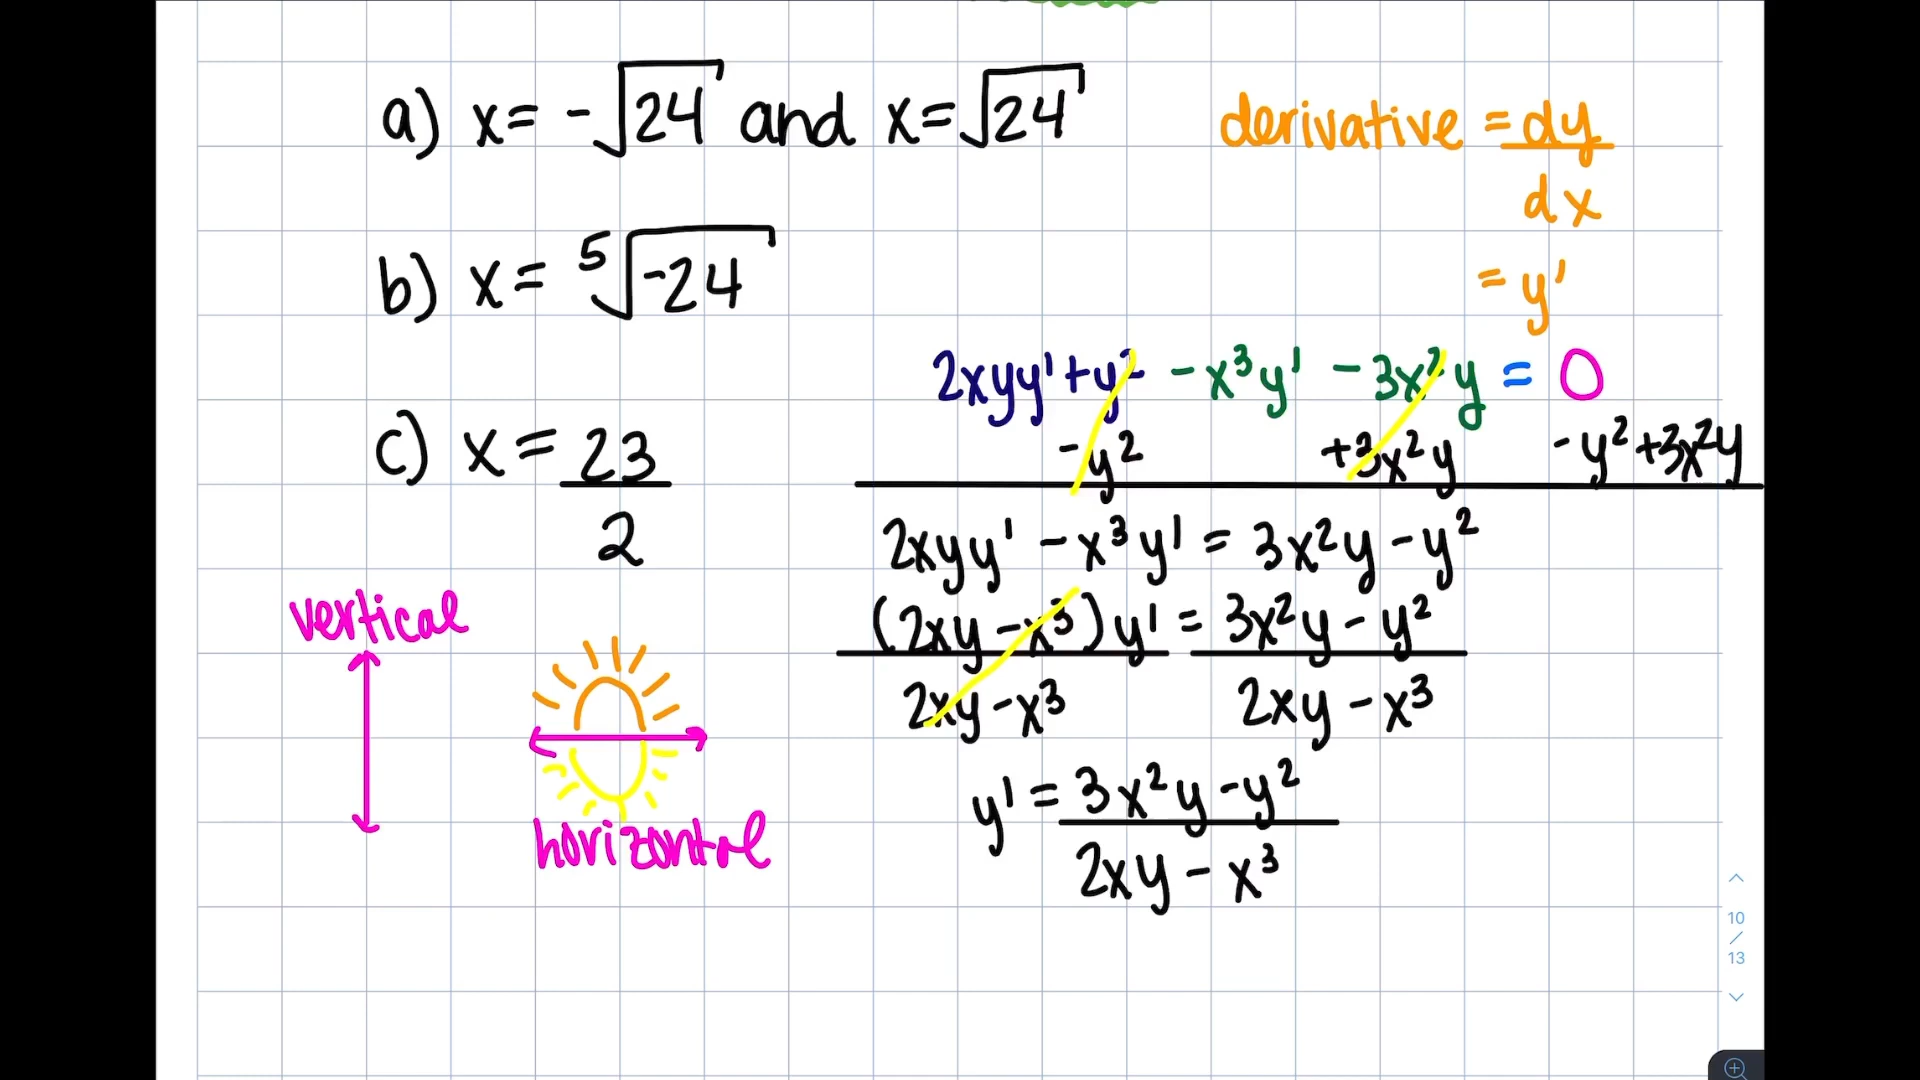 a) x = -√24 and x = √24
b) x = ⁵√-24
c) x = 23/2
vertical
horizontal
derivative = dy/dx
= y'
2xyy' + y² - x³y' - 3x²y = 0
-y² +3x²y -y² +3x²y
2xyy' - x³y' = 3x²y - y²
(2xy - x³)y' = 3x²y - y²
2xy - x³ 2xy - x³
y' = 3x²y - y²
2xy - x³
10
/
13